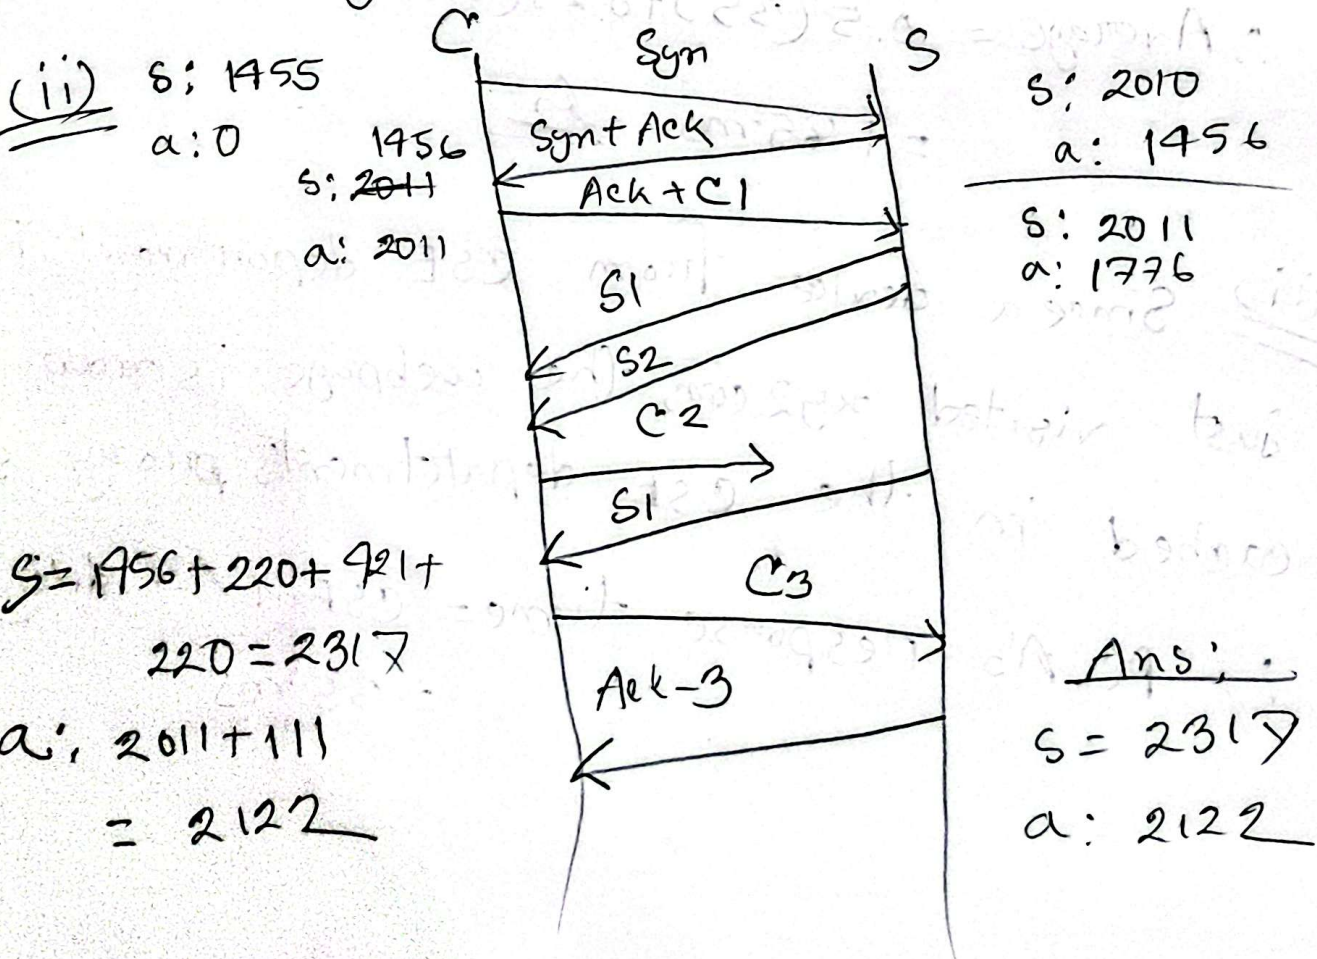 (ii) s: 1455
a: 0
C
Syn
S
s: 2010
a: 1456
Syn + Ack
1456
s: 2011
a: 2011
Ack + C1
s: 2011
a: 1776
S1
S2
C2
S1
S = 1456 + 220 + 421 +
220 = 2317
a: 2011 + 111
= 2122
C3
Ack-3
Ans:
s = 2317
a: 2122